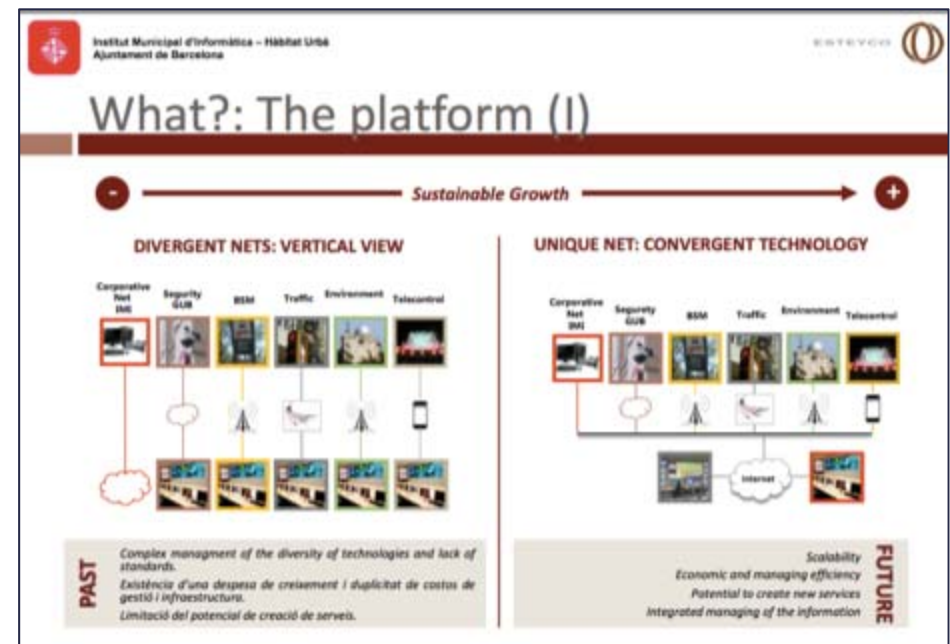 Institut Municipal d'Informàtica – Hàbitat Urbà
Ajuntament de Barcelona
ESTEYCO
What?: The platform (I)
- Sustainable Growth +
DIVERGENT NETS: VERTICAL VIEW
Corporative Net IMI
Segurity GUB
BSM
Traffic
Environment
Telecontrol
PAST
Complex managment of the diversity of technologies and lack of
standards.
Existència d'una despesa de creixement i duplicitat de costos de
gestió i infraestructura.
Limitació del potencial de creació de serveis.
UNIQUE NET: CONVERGENT TECHNOLOGY
Corporative Net IMI
Segurety GUB
BSM
Traffic
Environment
Telecontrol
Internet
Scalability
Economic and managing efficiency
Potential to create new services
Integrated managing of the information
FUTURE